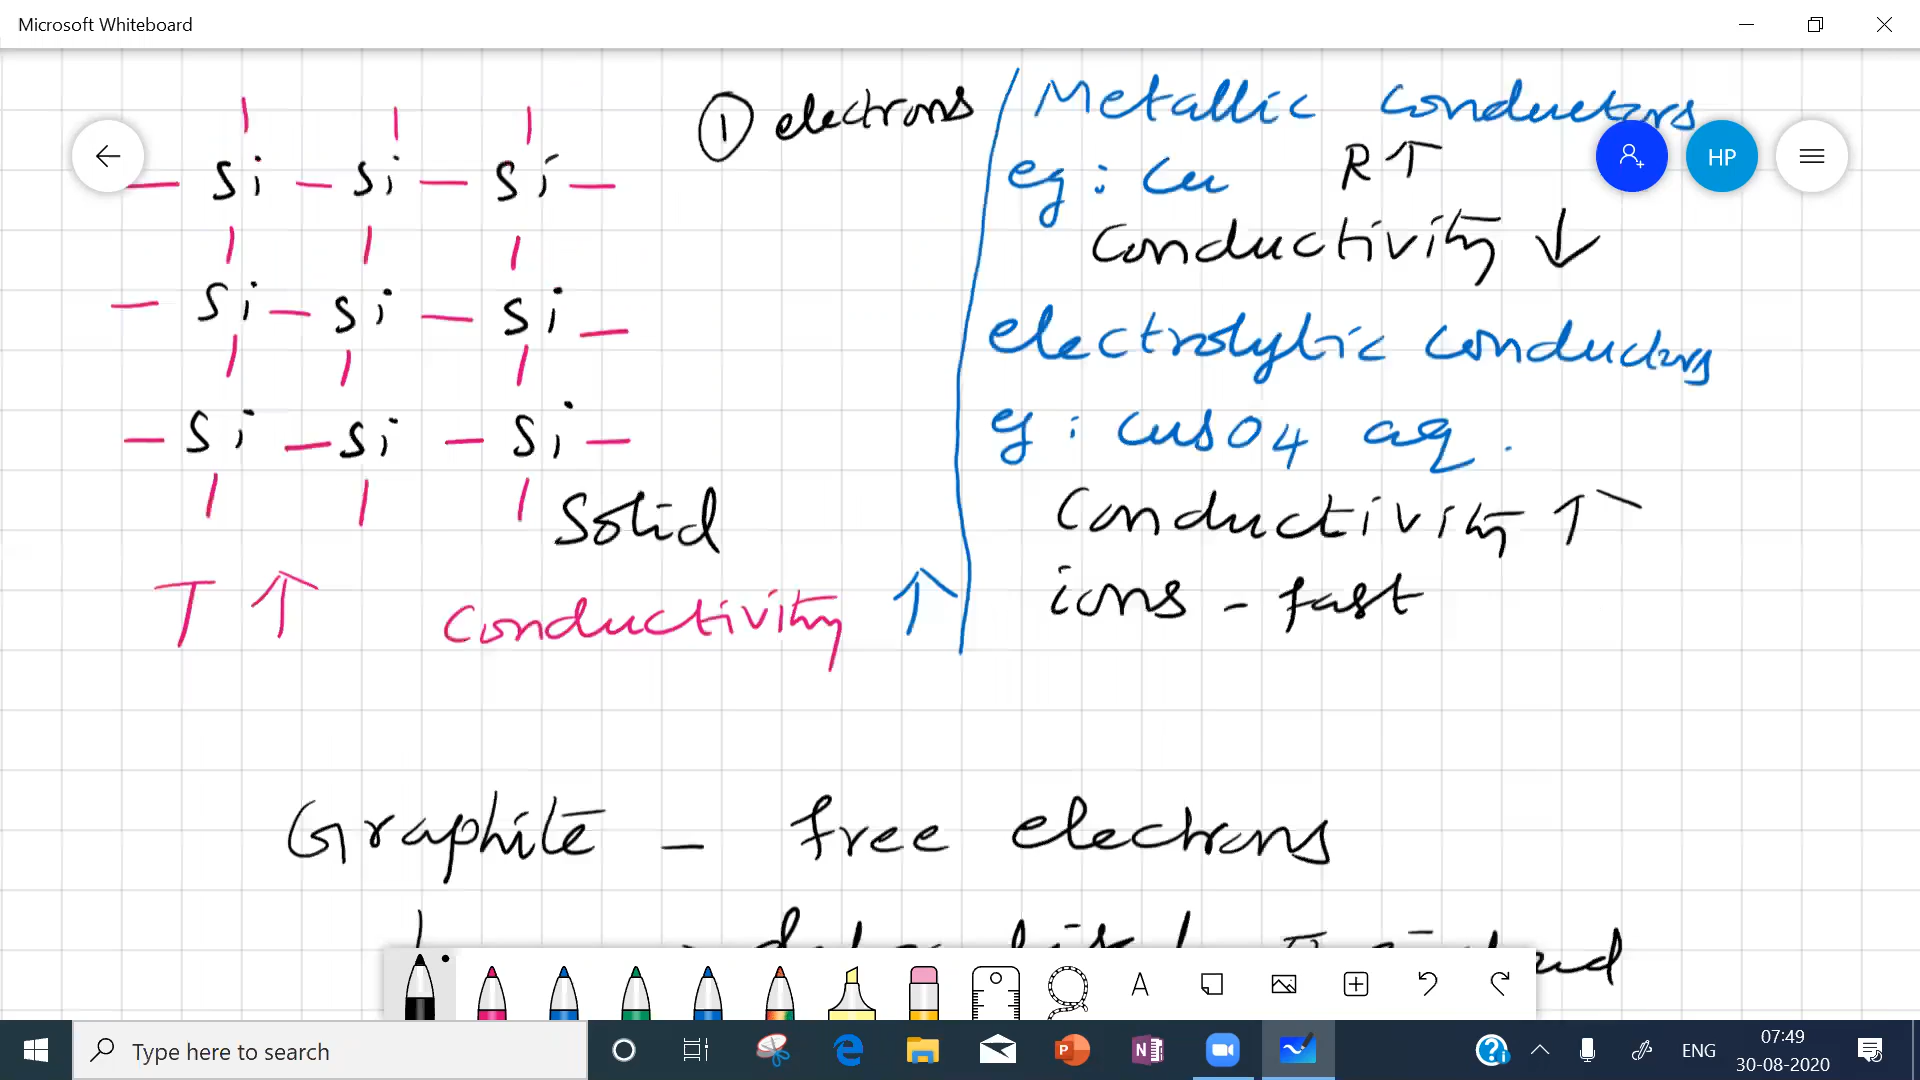 Microsoft Whiteboard
Si – Si – Si –
– Si – Si – Si –
– Si – Si – Si –
Solid
T ↑ Conductivity ↑
① electrons
Metallic conductors
eg : Cu R ↑
Conductivity ↓
electrolytic conductors
eg : CuSO4 aq.
Conductivity ↑
ions – fast
HP
Graphite – free electrons
Type here to search
ENG
07:49
30-08-2020